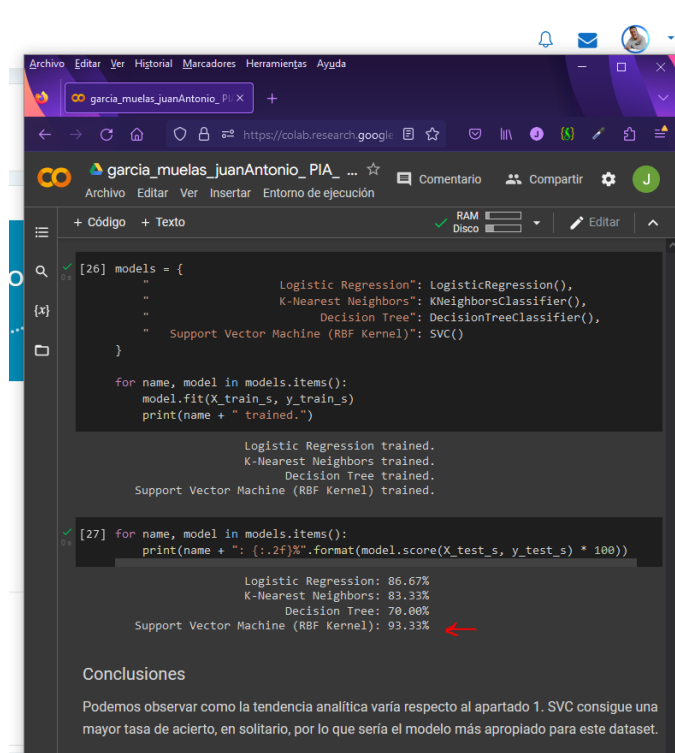 Archivo Editar Ver Historial Marcadores Herramientas Ayuda
garcia_muelas_juanAntonio_ PI
https://colab.research.google
garcia_muelas_juanAntonio_ PIA_ ...
Comentario
Compartir
J
Archivo Editar Ver Insertar Entorno de ejecución
+ Código + Texto
RAM
Disco
Editar
[26] models = {
" Logistic Regression": LogisticRegression(),
" K-Nearest Neighbors": KNeighborsClassifier(),
" Decision Tree": DecisionTreeClassifier(),
" Support Vector Machine (RBF Kernel)": SVC()
}
for name, model in models.items():
model.fit(X_train_s, y_train_s)
print(name + " trained.")
Logistic Regression trained.
K-Nearest Neighbors trained.
Decision Tree trained.
Support Vector Machine (RBF Kernel) trained.
[27] for name, model in models.items():
print(name + ": {:.2f}%".format(model.score(X_test_s, y_test_s) * 100))
Logistic Regression: 86.67%
K-Nearest Neighbors: 83.33%
Decision Tree: 70.00%
Support Vector Machine (RBF Kernel): 93.33%
Conclusiones
Podemos observar como la tendencia analítica varía respecto al apartado 1. SVC consigue una
mayor tasa de acierto, en solitario, por lo que sería el modelo más apropiado para este dataset.